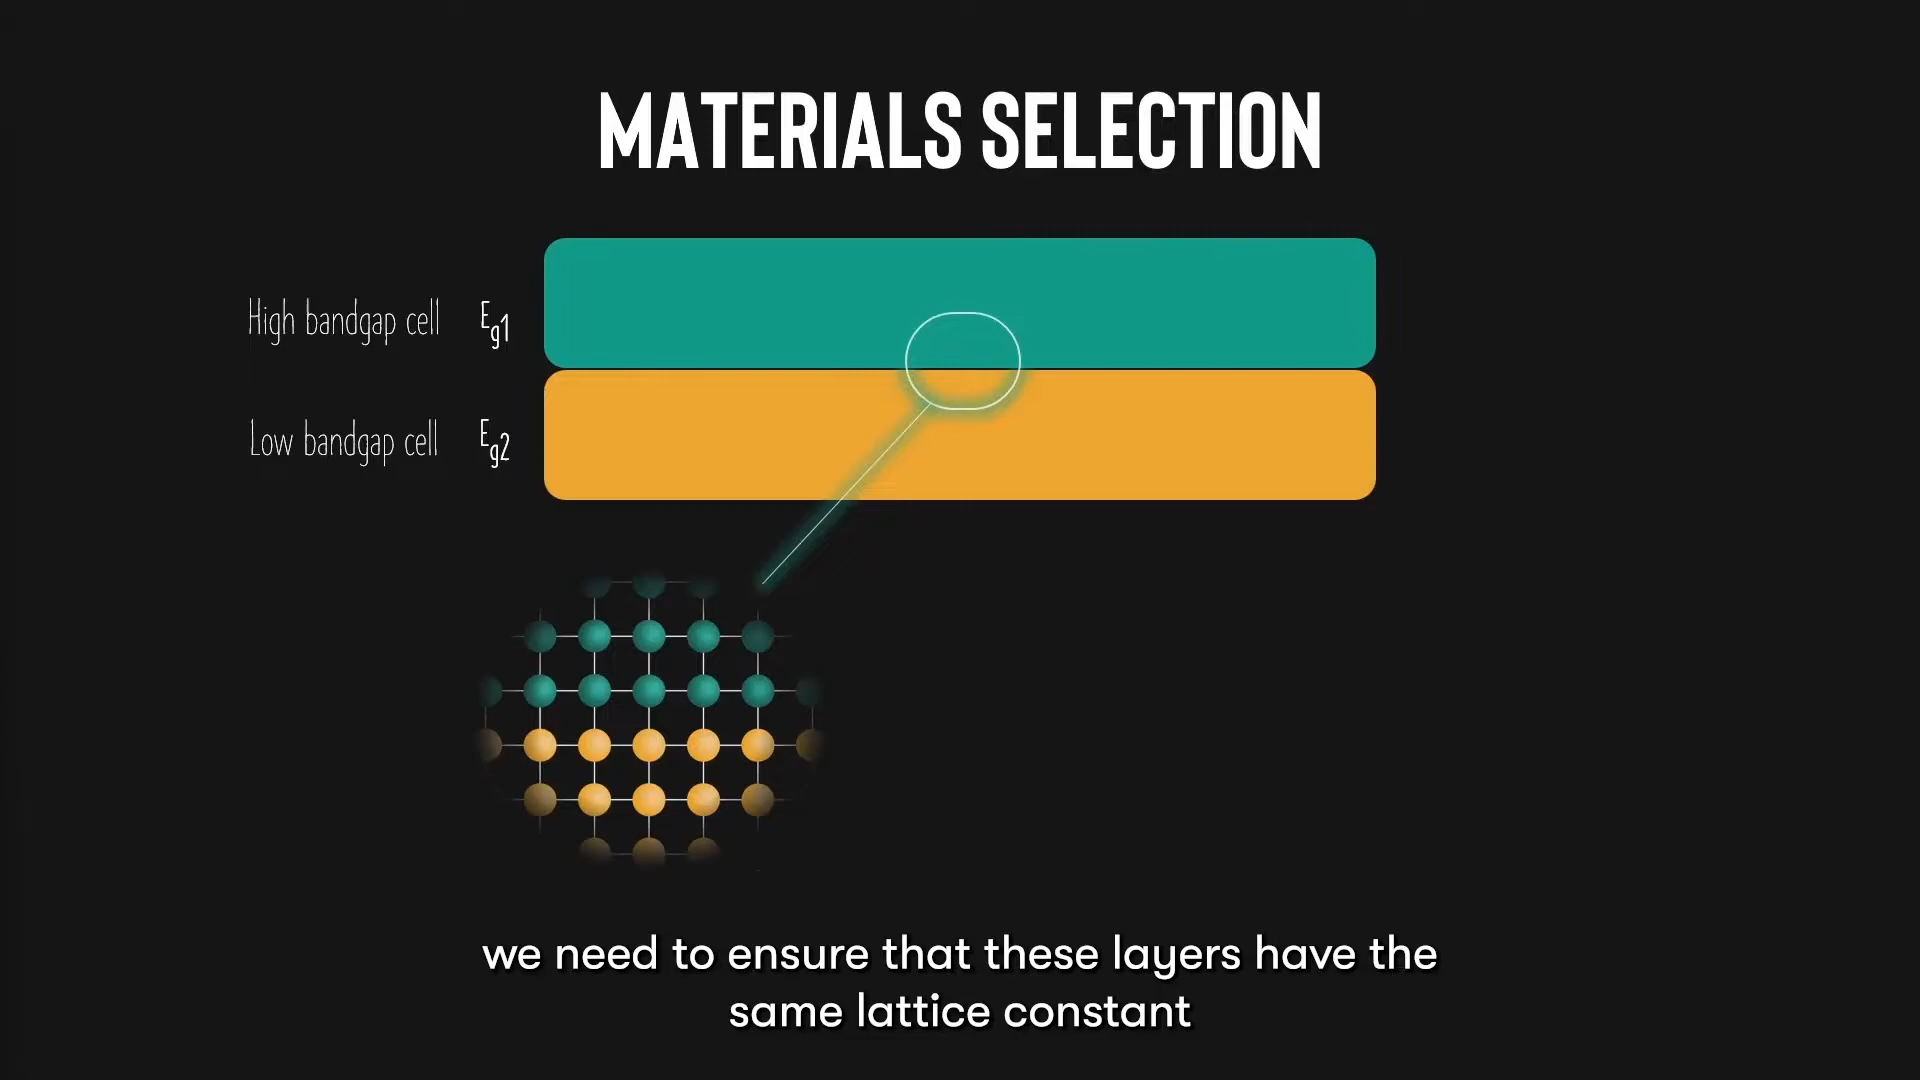 MATERIALS SELECTION
High bandgap cell Eg1
Low bandgap cell Eg2
we need to ensure that these layers have the
same lattice constant